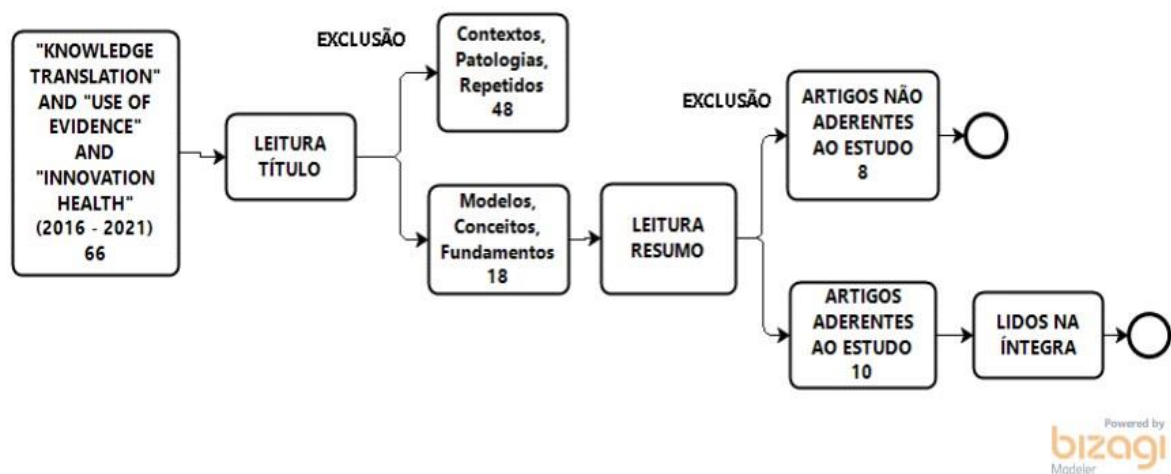 "KNOWLEDGE
TRANSLATION"
AND "USE OF
EVIDENCE"
AND
"INNOVATION
HEALTH"
(2016 - 2021)
66
LEITURA
TÍTULO
EXCLUSÃO
Contextos,
Patologias,
Repetidos
48
Modelos,
Conceitos,
Fundamentos
18
LEITURA
RESUMO
EXCLUSÃO
ARTIGOS NÃO
ADERENTES
AO ESTUDO
8
ARTIGOS
ADERENTES
AO ESTUDO
10
LIDOS NA
ÍNTEGRA
Powered by
bizagi
Modeler